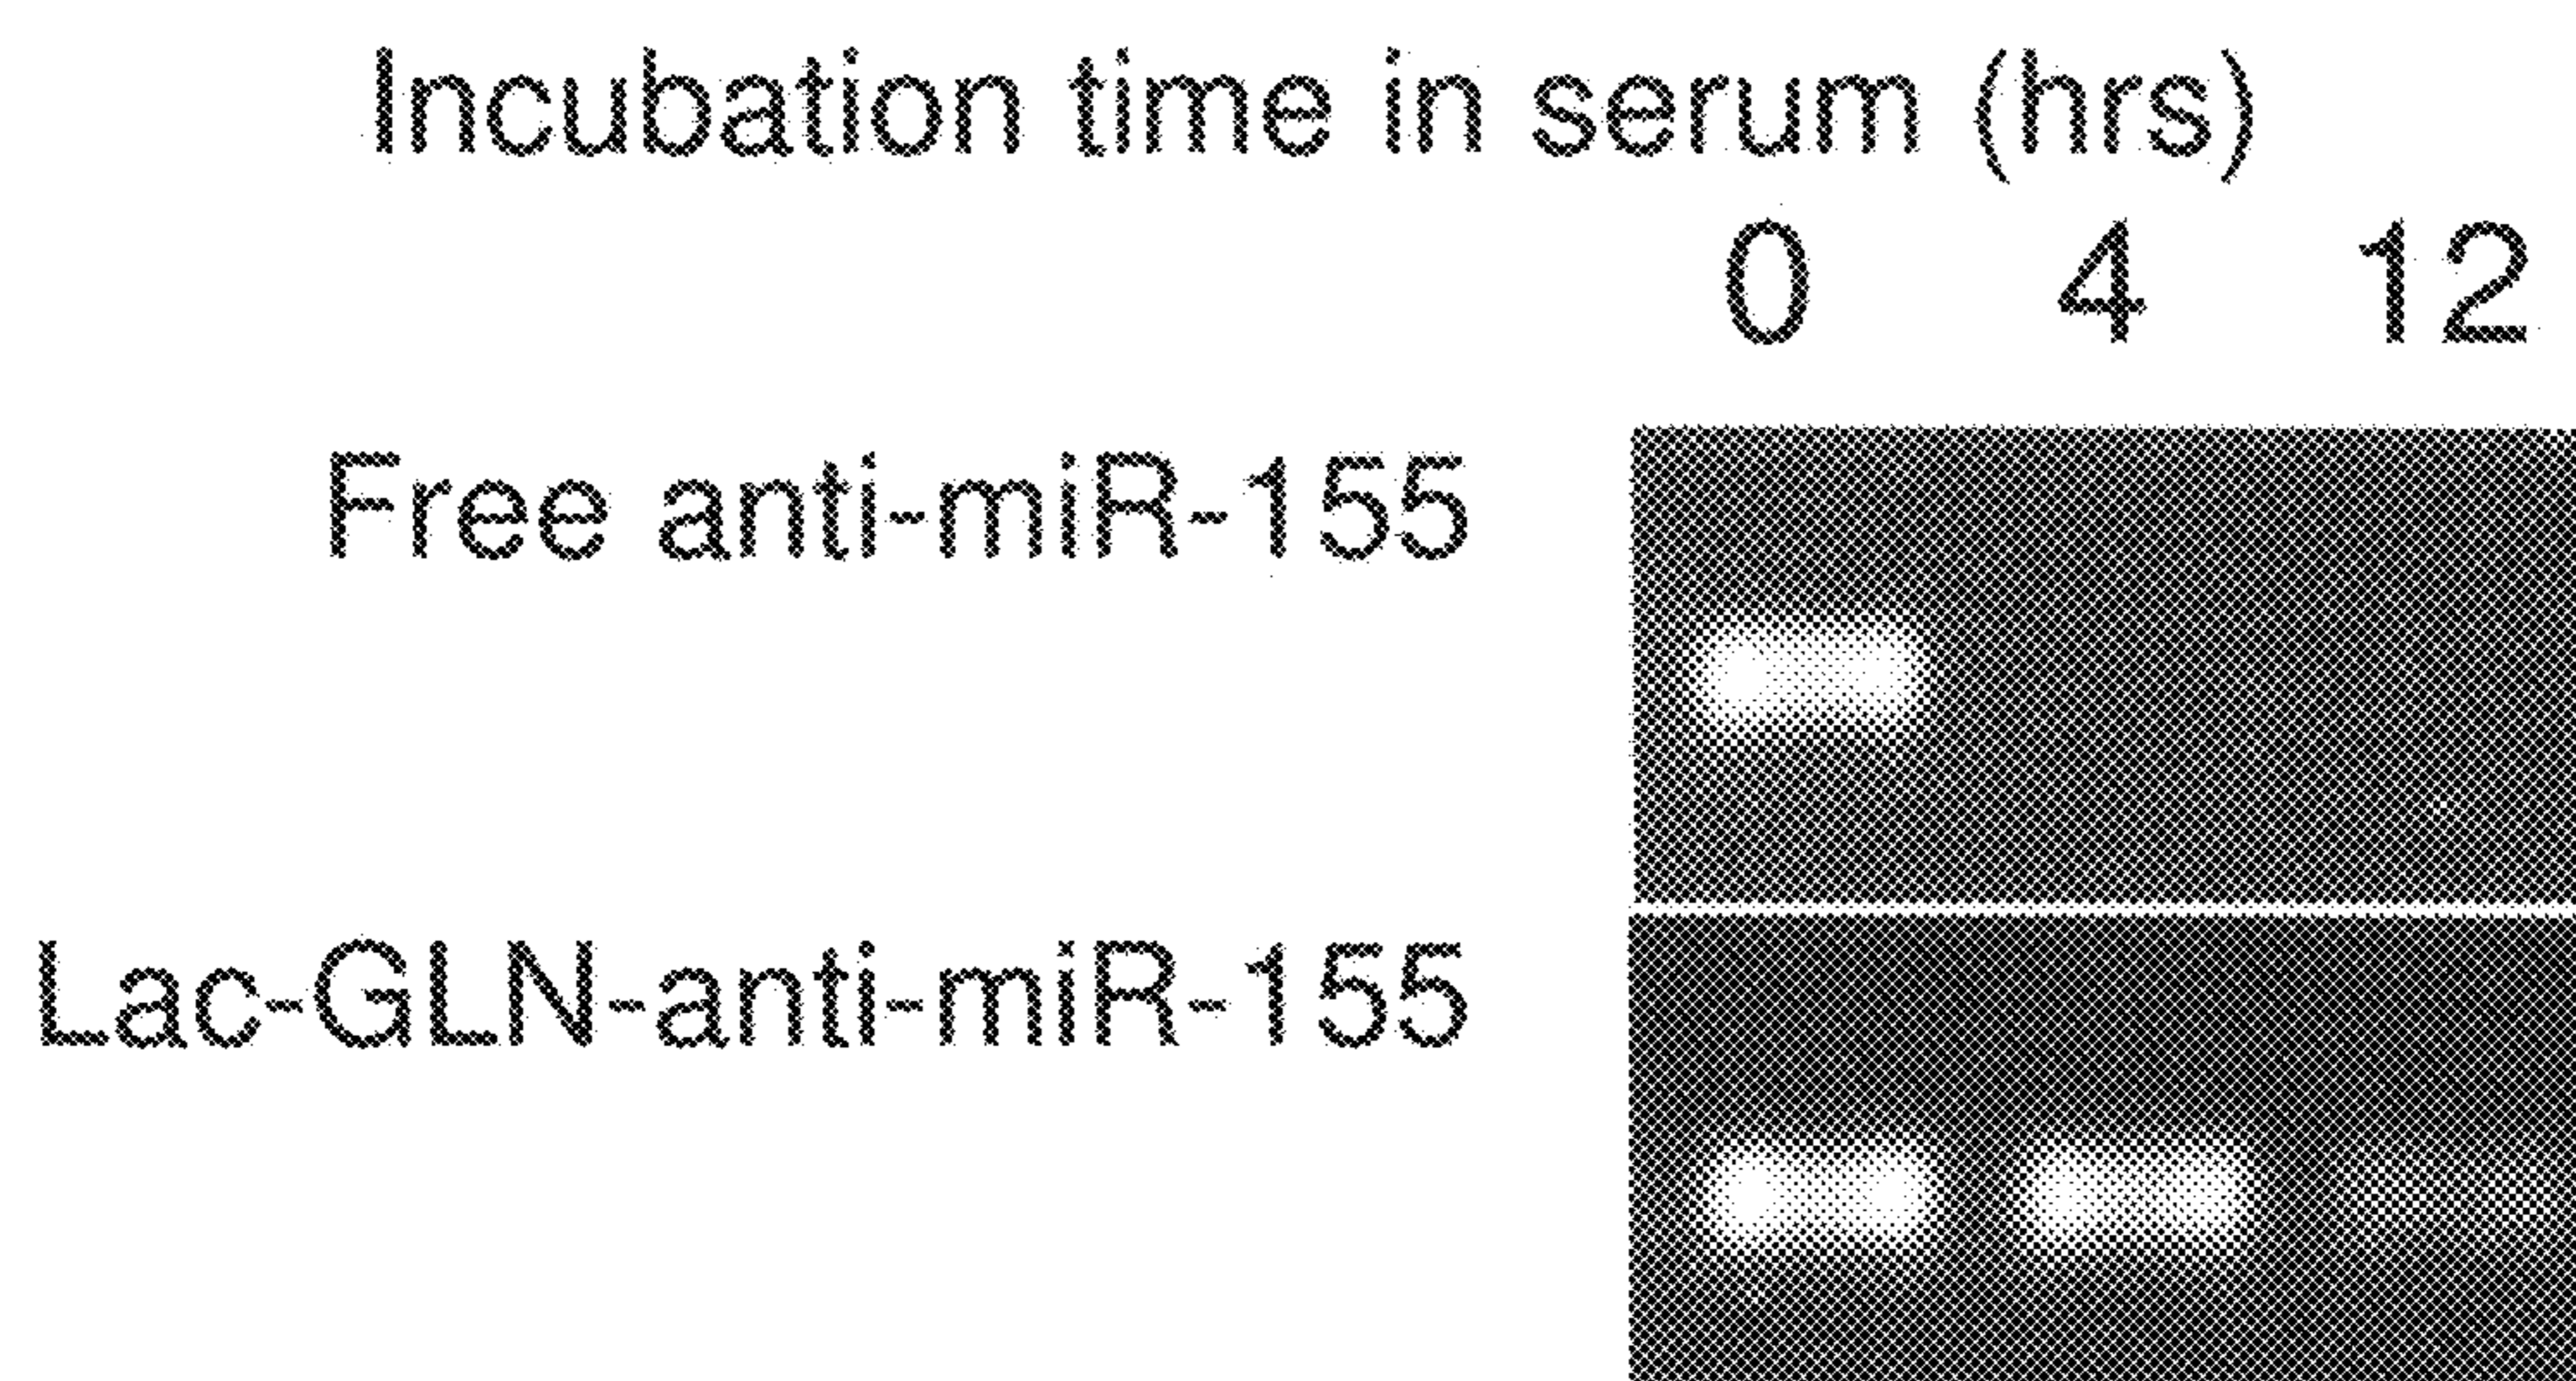 Incubation time in serum (hrs)
0 4 12
Free anti-miR-155
Lac-GLN-anti-miR-155